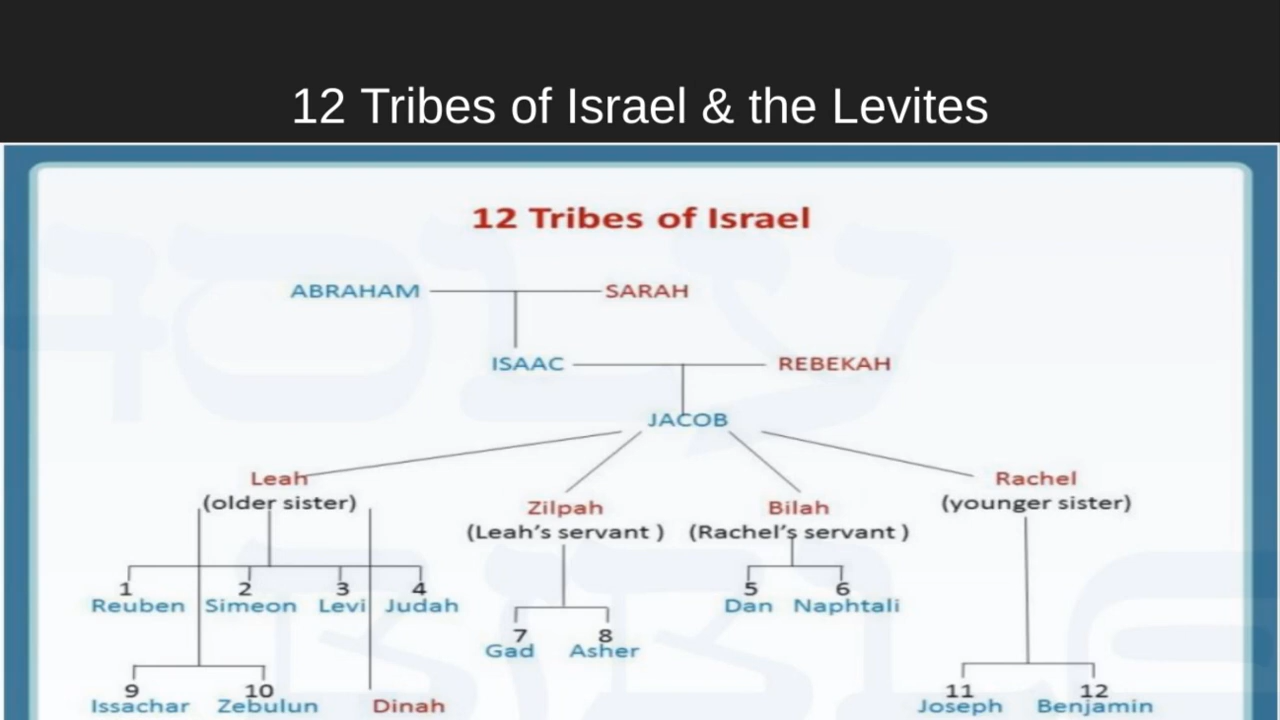 12 Tribes of Israel & the Levites
12 Tribes of Israel
ABRAHAM SARAH
ISAAC REBEKAH
JACOB
Leah
(older sister)
Zilpah
(Leah's servant )
Bilah
(Rachel's servant )
Rachel
(younger sister)
1 2 3 4
Reuben Simeon Levi Judah
5 6
Dan Naphtali
7 8
Gad Asher
9 10
Issachar Zebulun Dinah
11 12
Joseph Benjamin